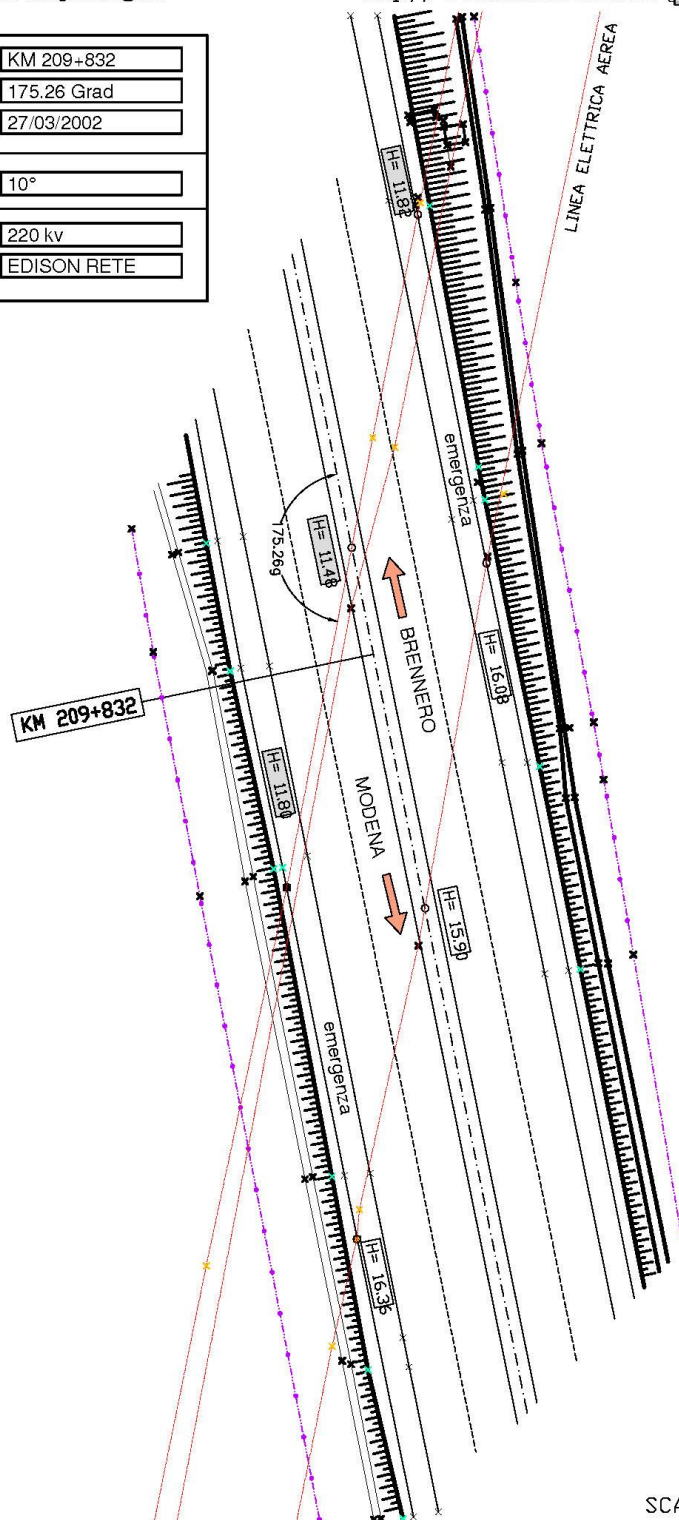 KM 209+832
175.26 Grad
27/03/2002
10°
220 kv
EDISON RETE
LINEA ELETTRICA AEREA
H= 11.82
emergenza
175.26g
H= 11.48
BRENNERO
H= 16.08
KM 209+832
H= 11.80
MODENA
H= 15.90
emergenza
H= 16.36
SCA